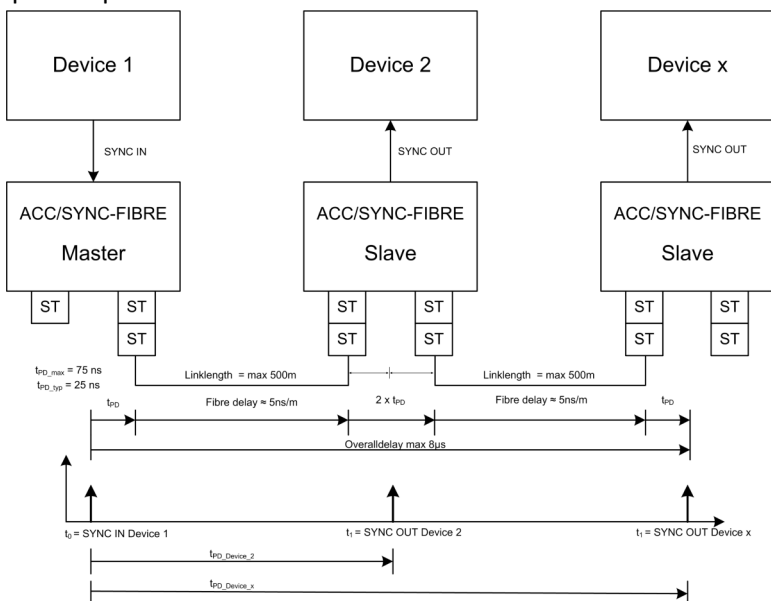 Device 1
Device 2
Device x
SYNC IN
SYNC OUT
SYNC OUT
ACC/SYNC-FIBRE
Master
ACC/SYNC-FIBRE
Slave
ACC/SYNC-FIBRE
Slave
ST
ST
ST
ST
ST
ST
ST
ST
ST
ST
tPD_max = 75 ns
tPD_typ = 25 ns
Linklength = max 500m
Linklength = max 500m
tPD
Fibre delay ≈ 5ns/m
2 x tPD
Fibre delay ≈ 5ns/m
tPD
Overalldelay max 8µs
t0 = SYNC IN Device 1
t1 = SYNC OUT Device 2
t1 = SYNC OUT Device x
tPD_Device_2
tPD_Device_x